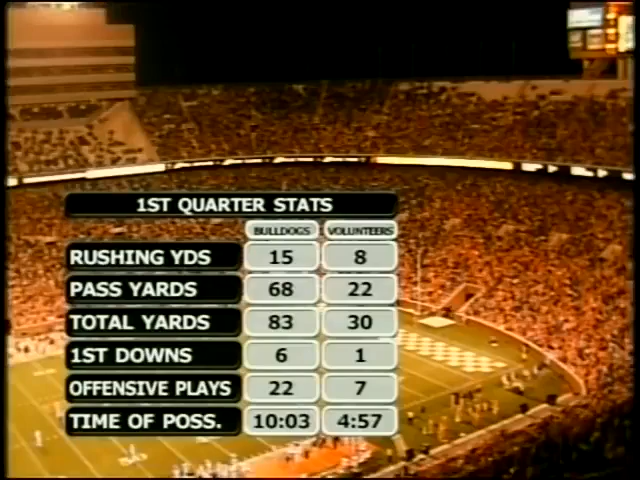 1ST QUARTER STATS
BULLDOGS VOLUNTEERS
RUSHING YDS 15 8
PASS YARDS 68 22
TOTAL YARDS 83 30
1ST DOWNS 6 1
OFFENSIVE PLAYS 22 7
TIME OF POSS. 10:03 4:57